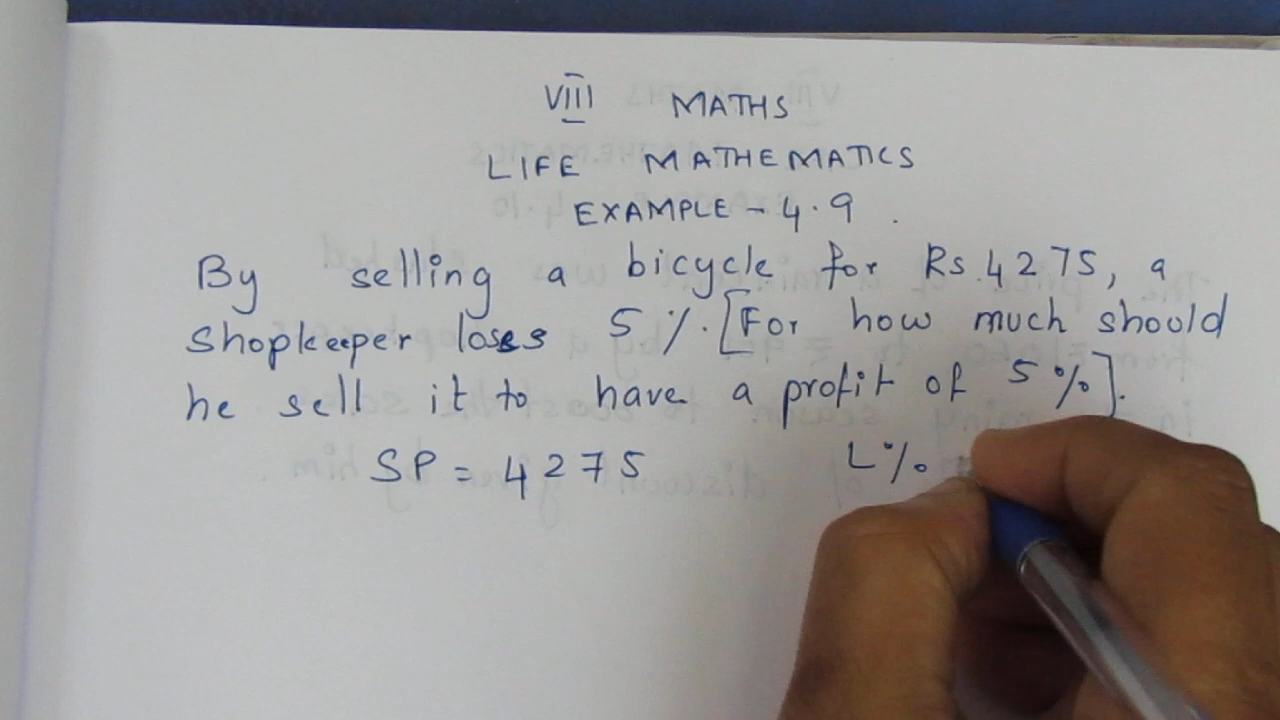 VIII MATHS
LIFE MATHEMATICS
EXAMPLE - 4.9
By selling a bicycle for Rs.4275, a
shopkeeper loses 5%. [For how much should
he sell it to have a profit of 5%].
SP = 4275 L% =